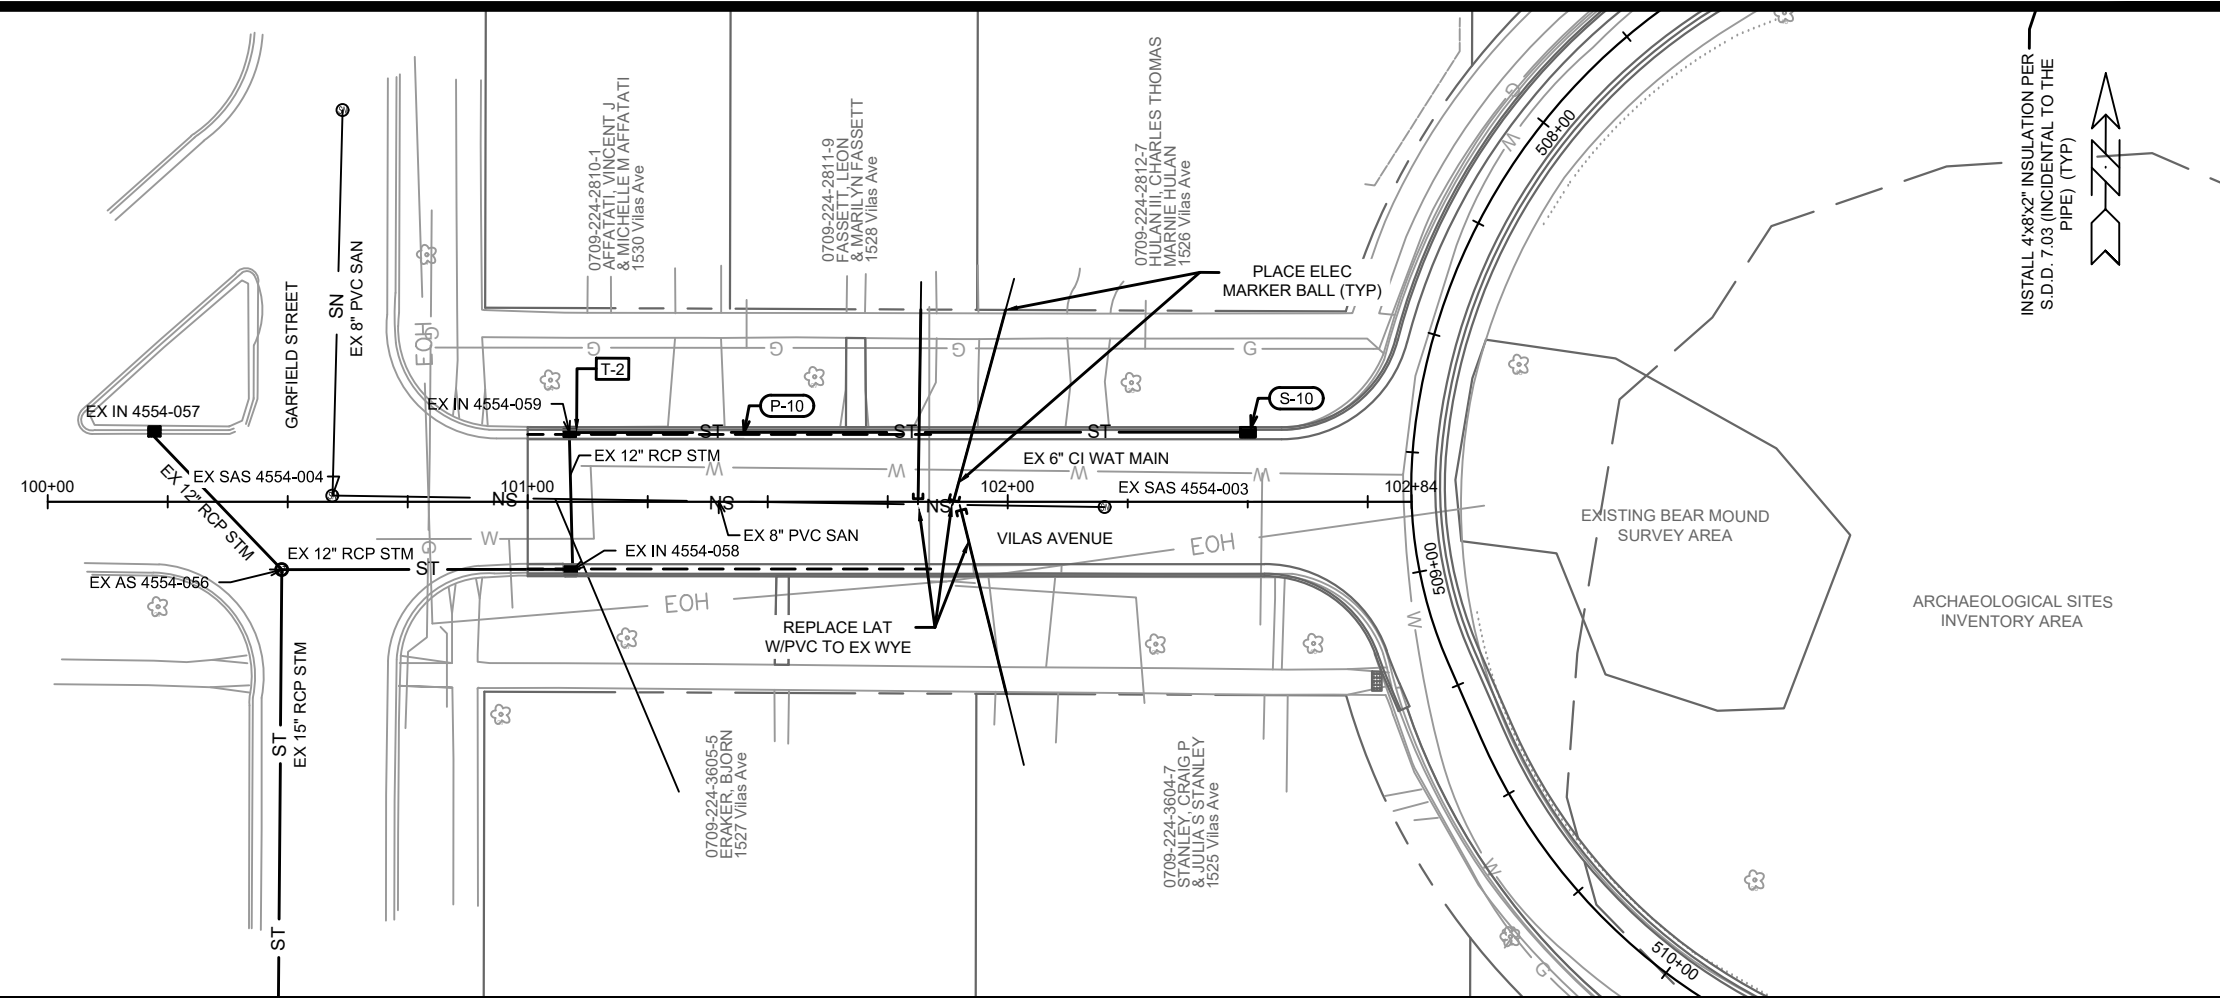 INSTALL 4'x8'x2" INSULATION PER
S.D.D. 7.03 (INCIDENTAL TO THE
PIPE) (TYP)
0709-224-2810-1
AFFATATI, VINCENT J
& MICHELLE M AFFATATI
1530 Vilas Ave
0709-224-2811-9
FASSETT, LEON
& MARILYN FASSETT
1528 Vilas Ave
0709-224-2812-7
HULAN III, CHARLES THOMAS
MARNIE HULAN
1526 Vilas Ave
G
W
508+00
SN
EX 8" PVC SAN
GARFIELD STREET
PLACE ELEC
MARKER BALL (TYP)
G
EOH
G
G
G
G
T-2
EX IN 4554-057
EX IN 4554-059
P-10
S-10
ST
ST
ST
EX 12" RCP STM
EX 12" RCP STM
EX 6" CI WAT MAIN
W
W
W
W
EX SAS 4554-004
100+00
101+00
102+00
102+84
EX SAS 4554-003
SN
SN
SN
EX 8" PVC SAN
VILAS AVENUE
W
G
EOH
EXISTING BEAR MOUND
SURVEY AREA
EX 12" RCP STM
ST
EX IN 4554-058
EX AS 4554-056
509+00
EOH
W
ARCHAEOLOGICAL SITES
INVENTORY AREA
REPLACE LAT
W/PVC TO EX WYE
ST
EX 15" RCP STM
0709-224-3605-5
ERAKER, BJORN
1527 Vilas Ave
0709-224-3604-7
STANLEY, CRAIG P
& JULIA S STANLEY
1525 Vilas Ave
W
ST
G
510+00